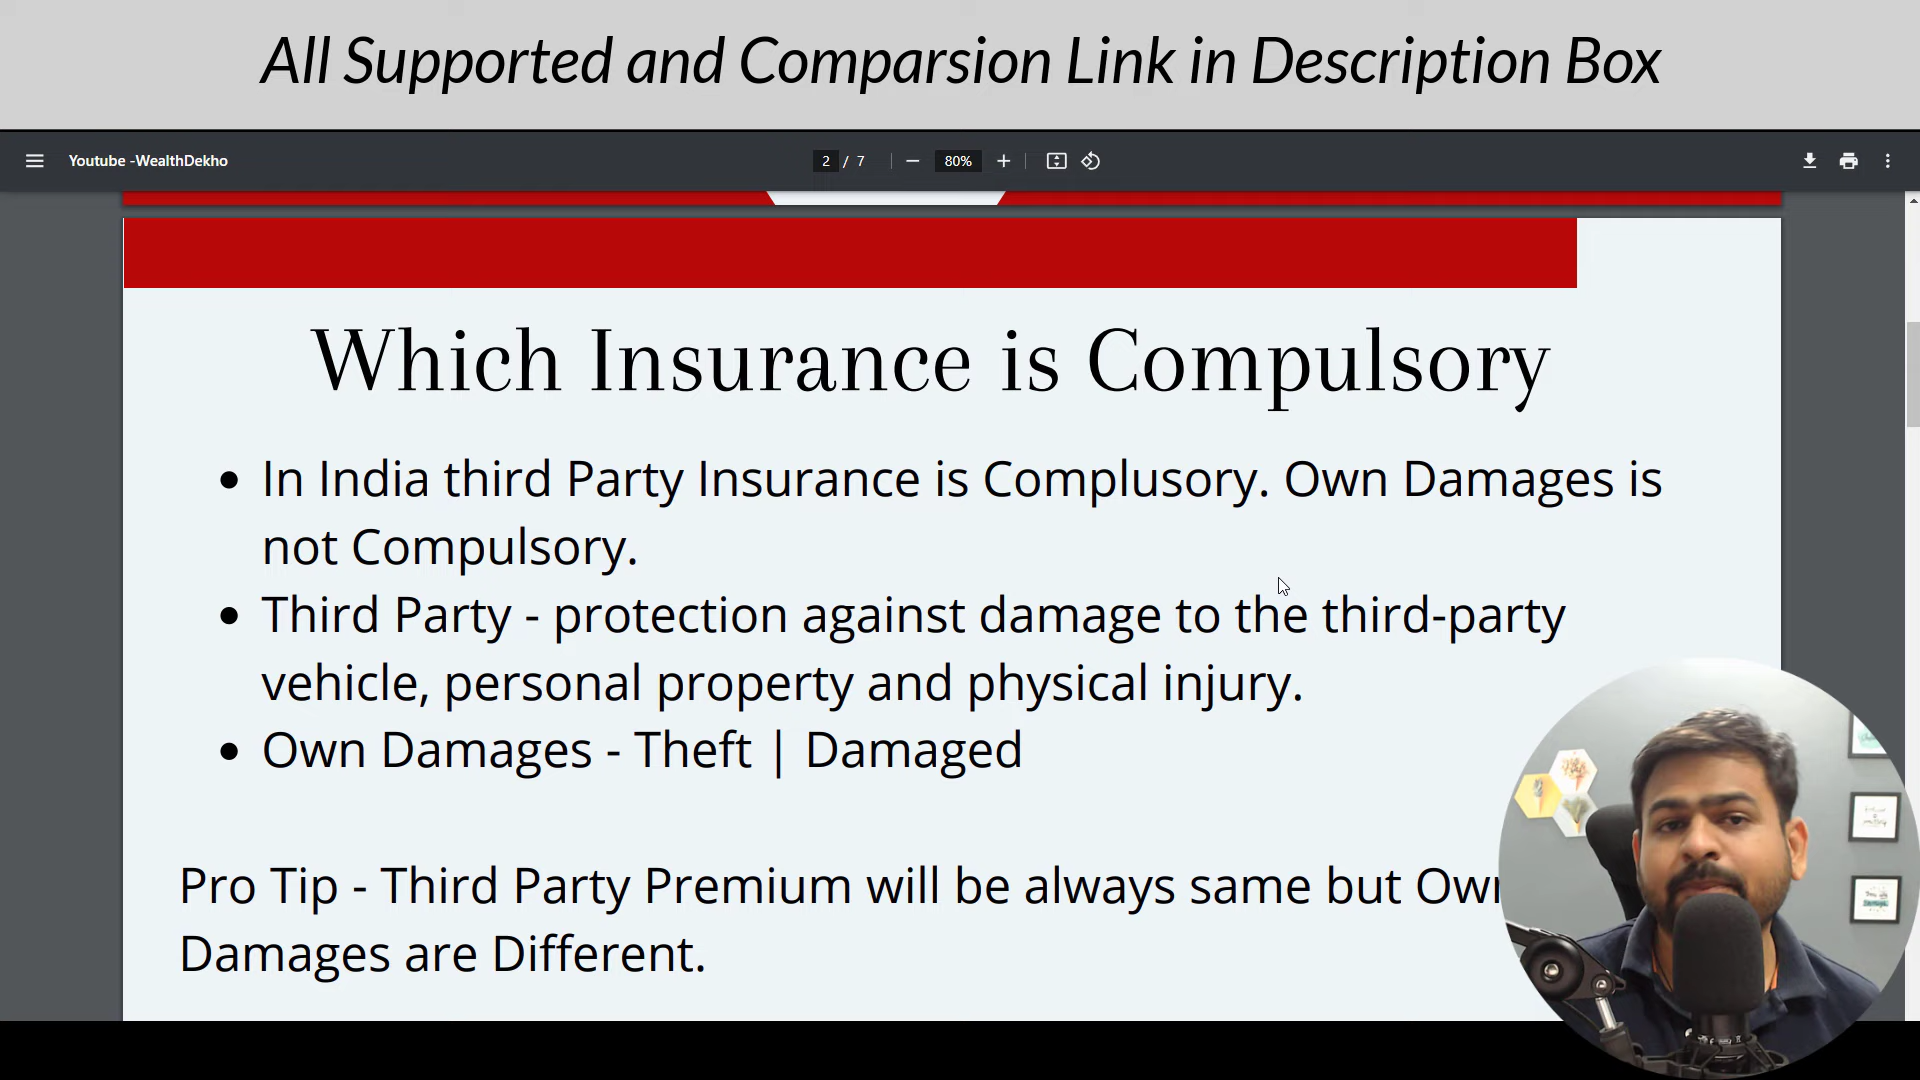 All Supported and Comparsion Link in Description Box
Youtube -WealthDekho
2 / 7
80%
Which Insurance is Compulsory
• In India third Party Insurance is Complusory. Own Damages is
not Compulsory.
• Third Party - protection against damage to the third-party
vehicle, personal property and physical injury.
• Own Damages - Theft | Damaged
Pro Tip - Third Party Premium will be always same but Own
Damages are Different.